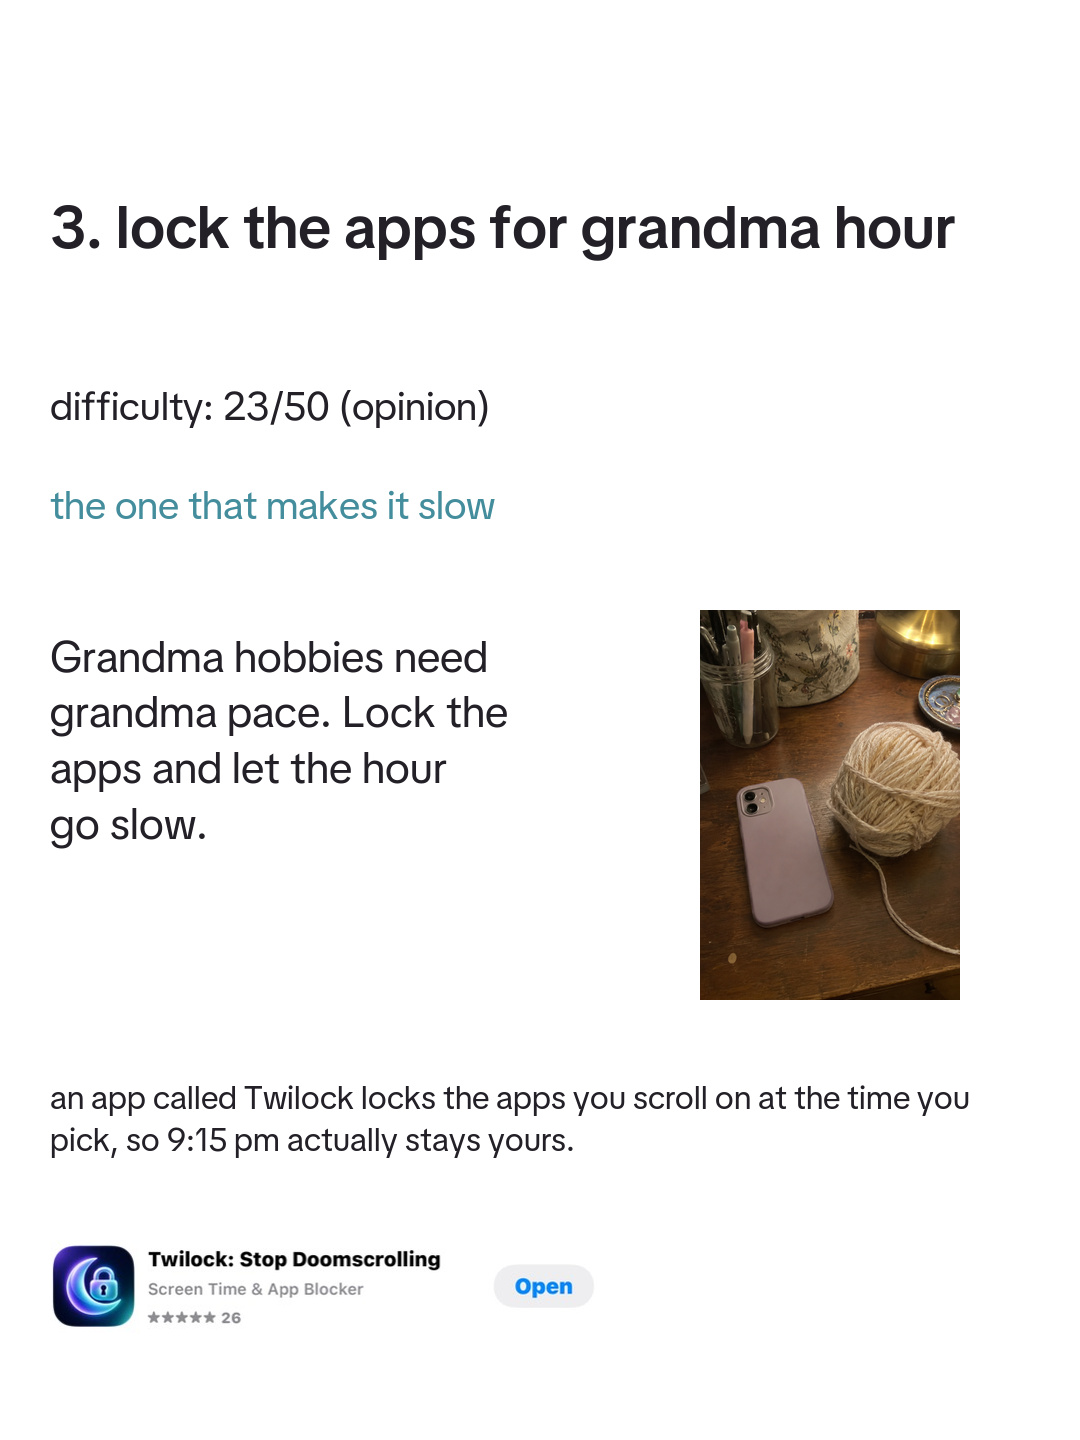 3. lock the apps for grandma hour
difficulty: 23/50 (opinion)
the one that makes it slow
Grandma hobbies need
grandma pace. Lock the
apps and let the hour
go slow.
an app called Twilock locks the apps you scroll on at the time you
pick, so 9:15 pm actually stays yours.
Twilock: Stop Doomscrolling
Screen Time & App Blocker
★★★★★ 26
Open